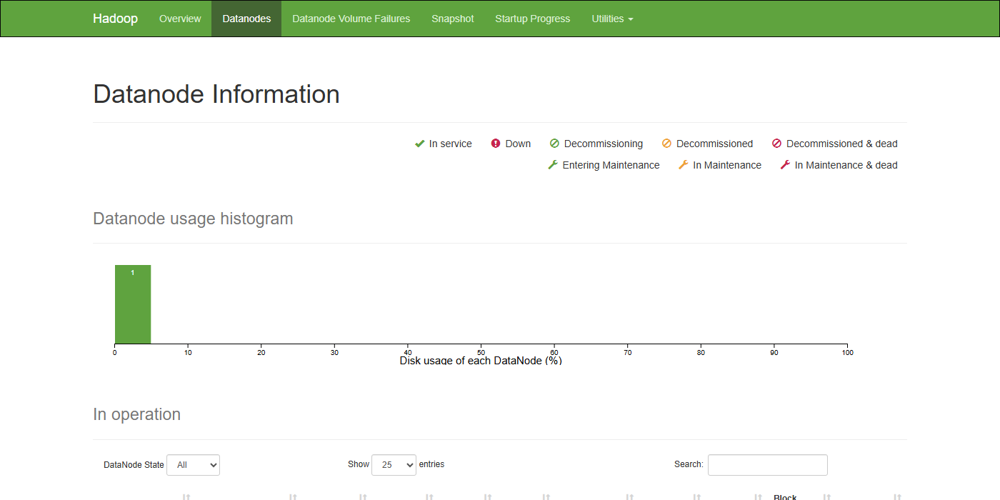 Hadoop Overview Datanodes Datanode Volume Failures Snapshot Startup Progress Utilities
Datanode Information
In service Down Decommissioning Decommissioned Decommissioned & dead
Entering Maintenance In Maintenance In Maintenance & dead
Datanode usage histogram
1
0 10 20 30 40 50 60 70 80 90 100
Disk usage of each DataNode (%)
In operation
DataNode State All Show 25 entries Search:
Block